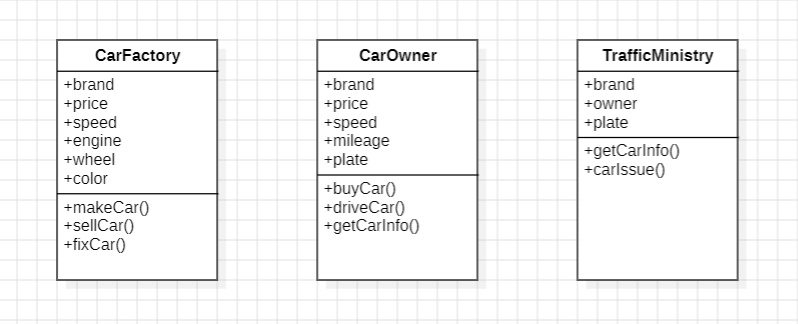 CarFactory
+brand
+price
+speed
+engine
+wheel
+color
+makeCar()
+sellCar()
+fixCar()
CarOwner
+brand
+price
+speed
+mileage
+plate
+buyCar()
+driveCar()
+getCarInfo()
TrafficMinistry
+brand
+owner
+plate
+getCarInfo()
+carIssue()